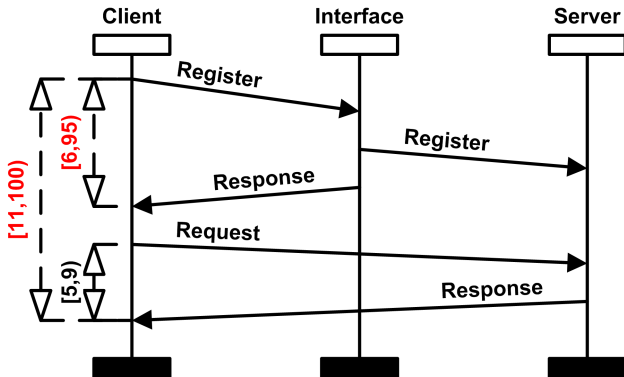 Client
Interface
Server
Register
Register
[6,95)
[11,100)
Response
Request
[5,9)
Response